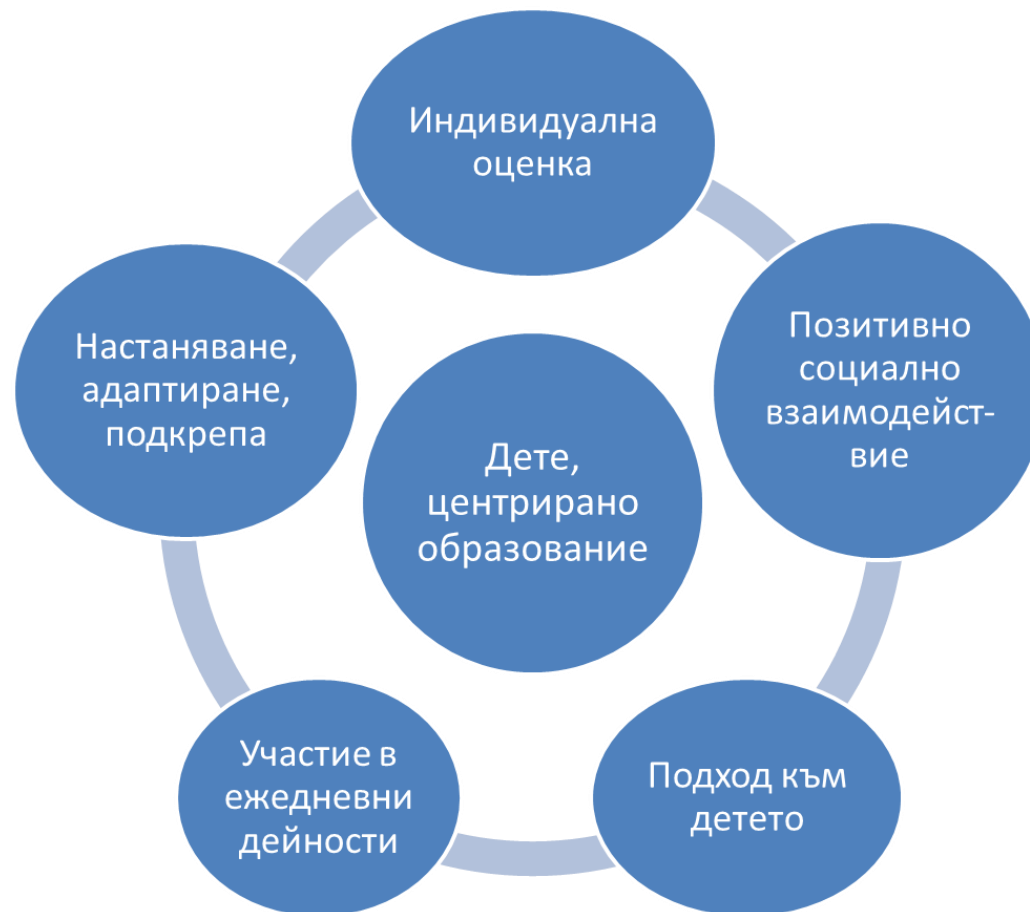 Индивидуална
оценка
Позитивно
социално
взаимодейст-
вие
Подход към
детето
Участие в
ежедневни
дейности
Настаняване,
адаптиране,
подкрепа
Дете,
центрирано
образование